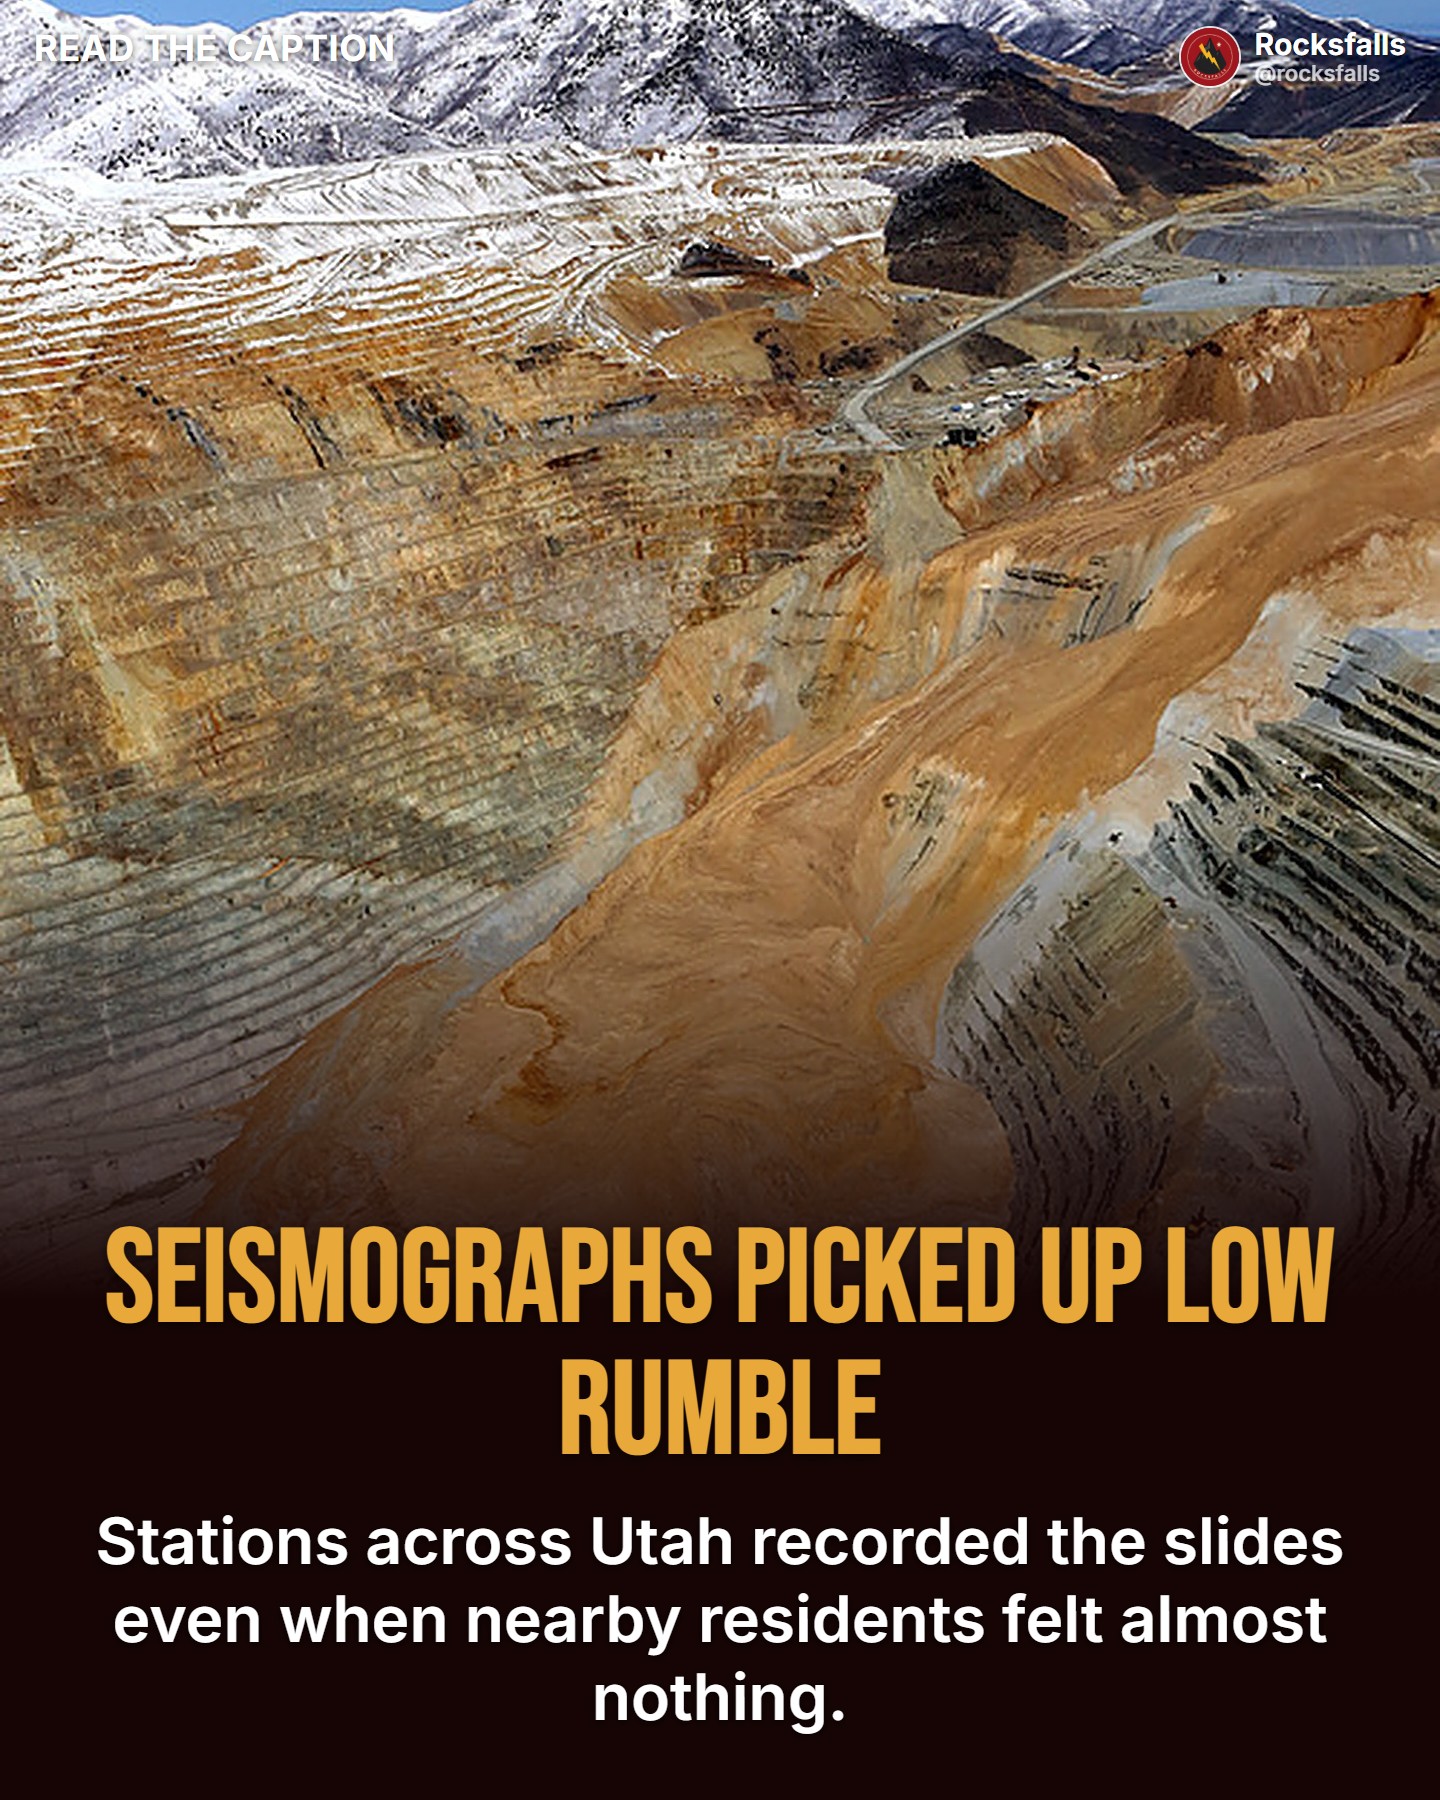 READ THE CAPTION
Rocksfalls
@rocksfalls
SEISMOGRAPHS PICKED UP LOW
RUMBLE
Stations across Utah recorded the slides
even when nearby residents felt almost
nothing.